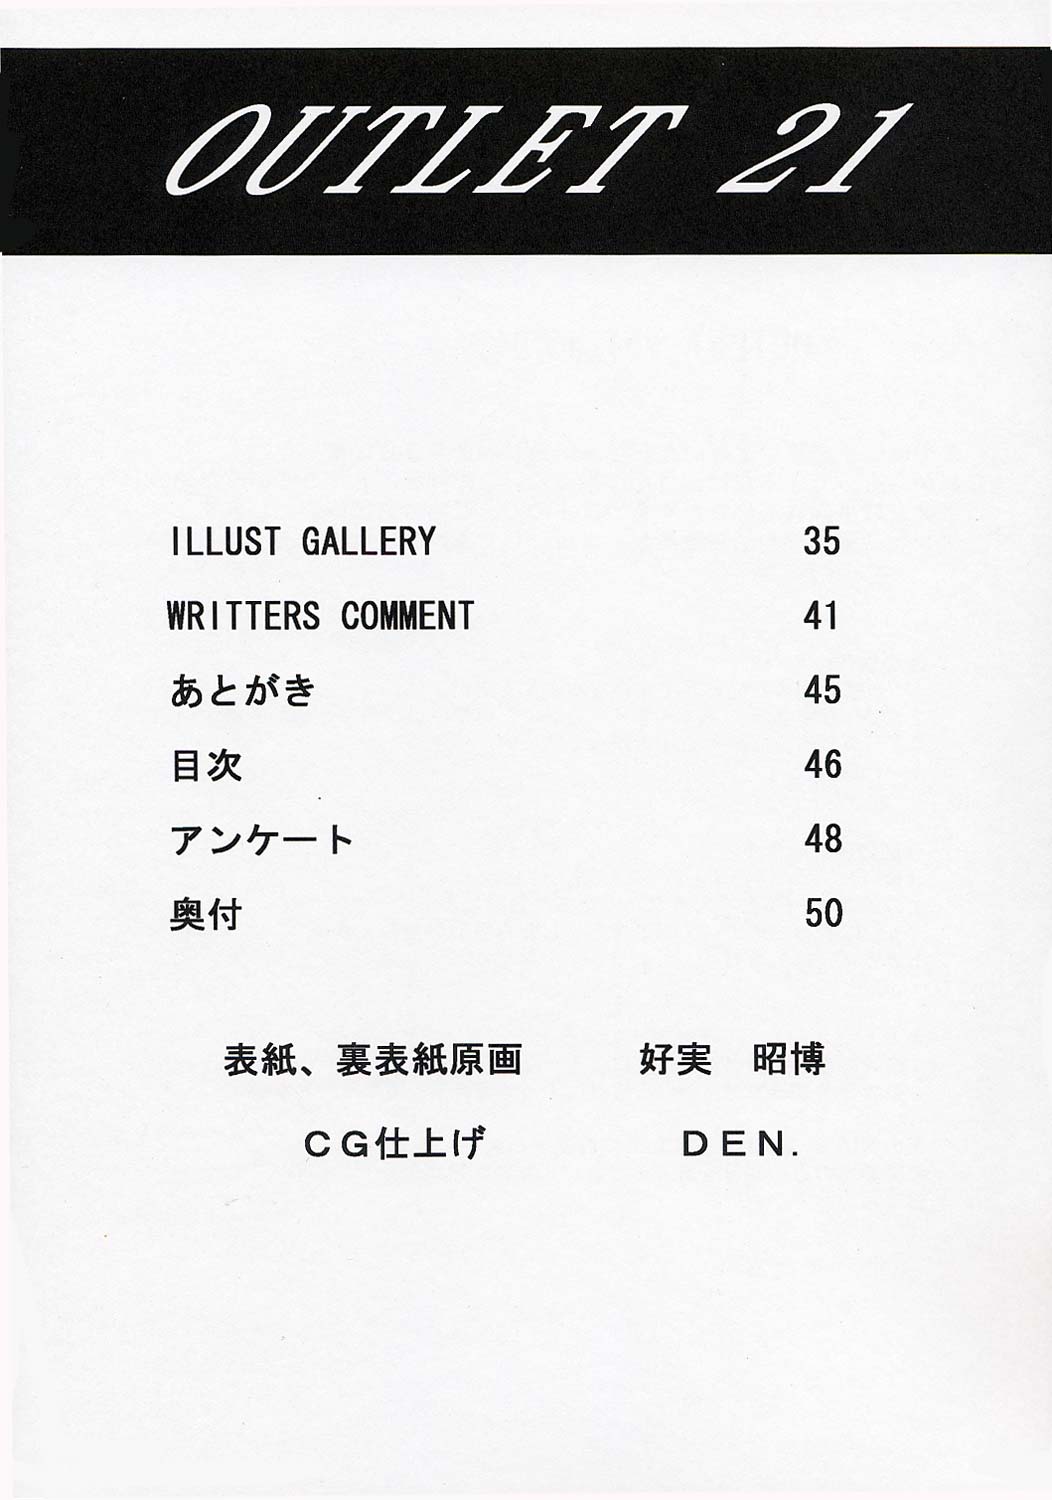 OUTLET 21
ILLUST GALLERY 35
WRITTERS COMMENT 41
あとがき 45
目次 46
アンケート 48
奥付 50
表紙、裏表紙原画　好実　昭博
ＣＧ仕上げ　ＤＥＮ.